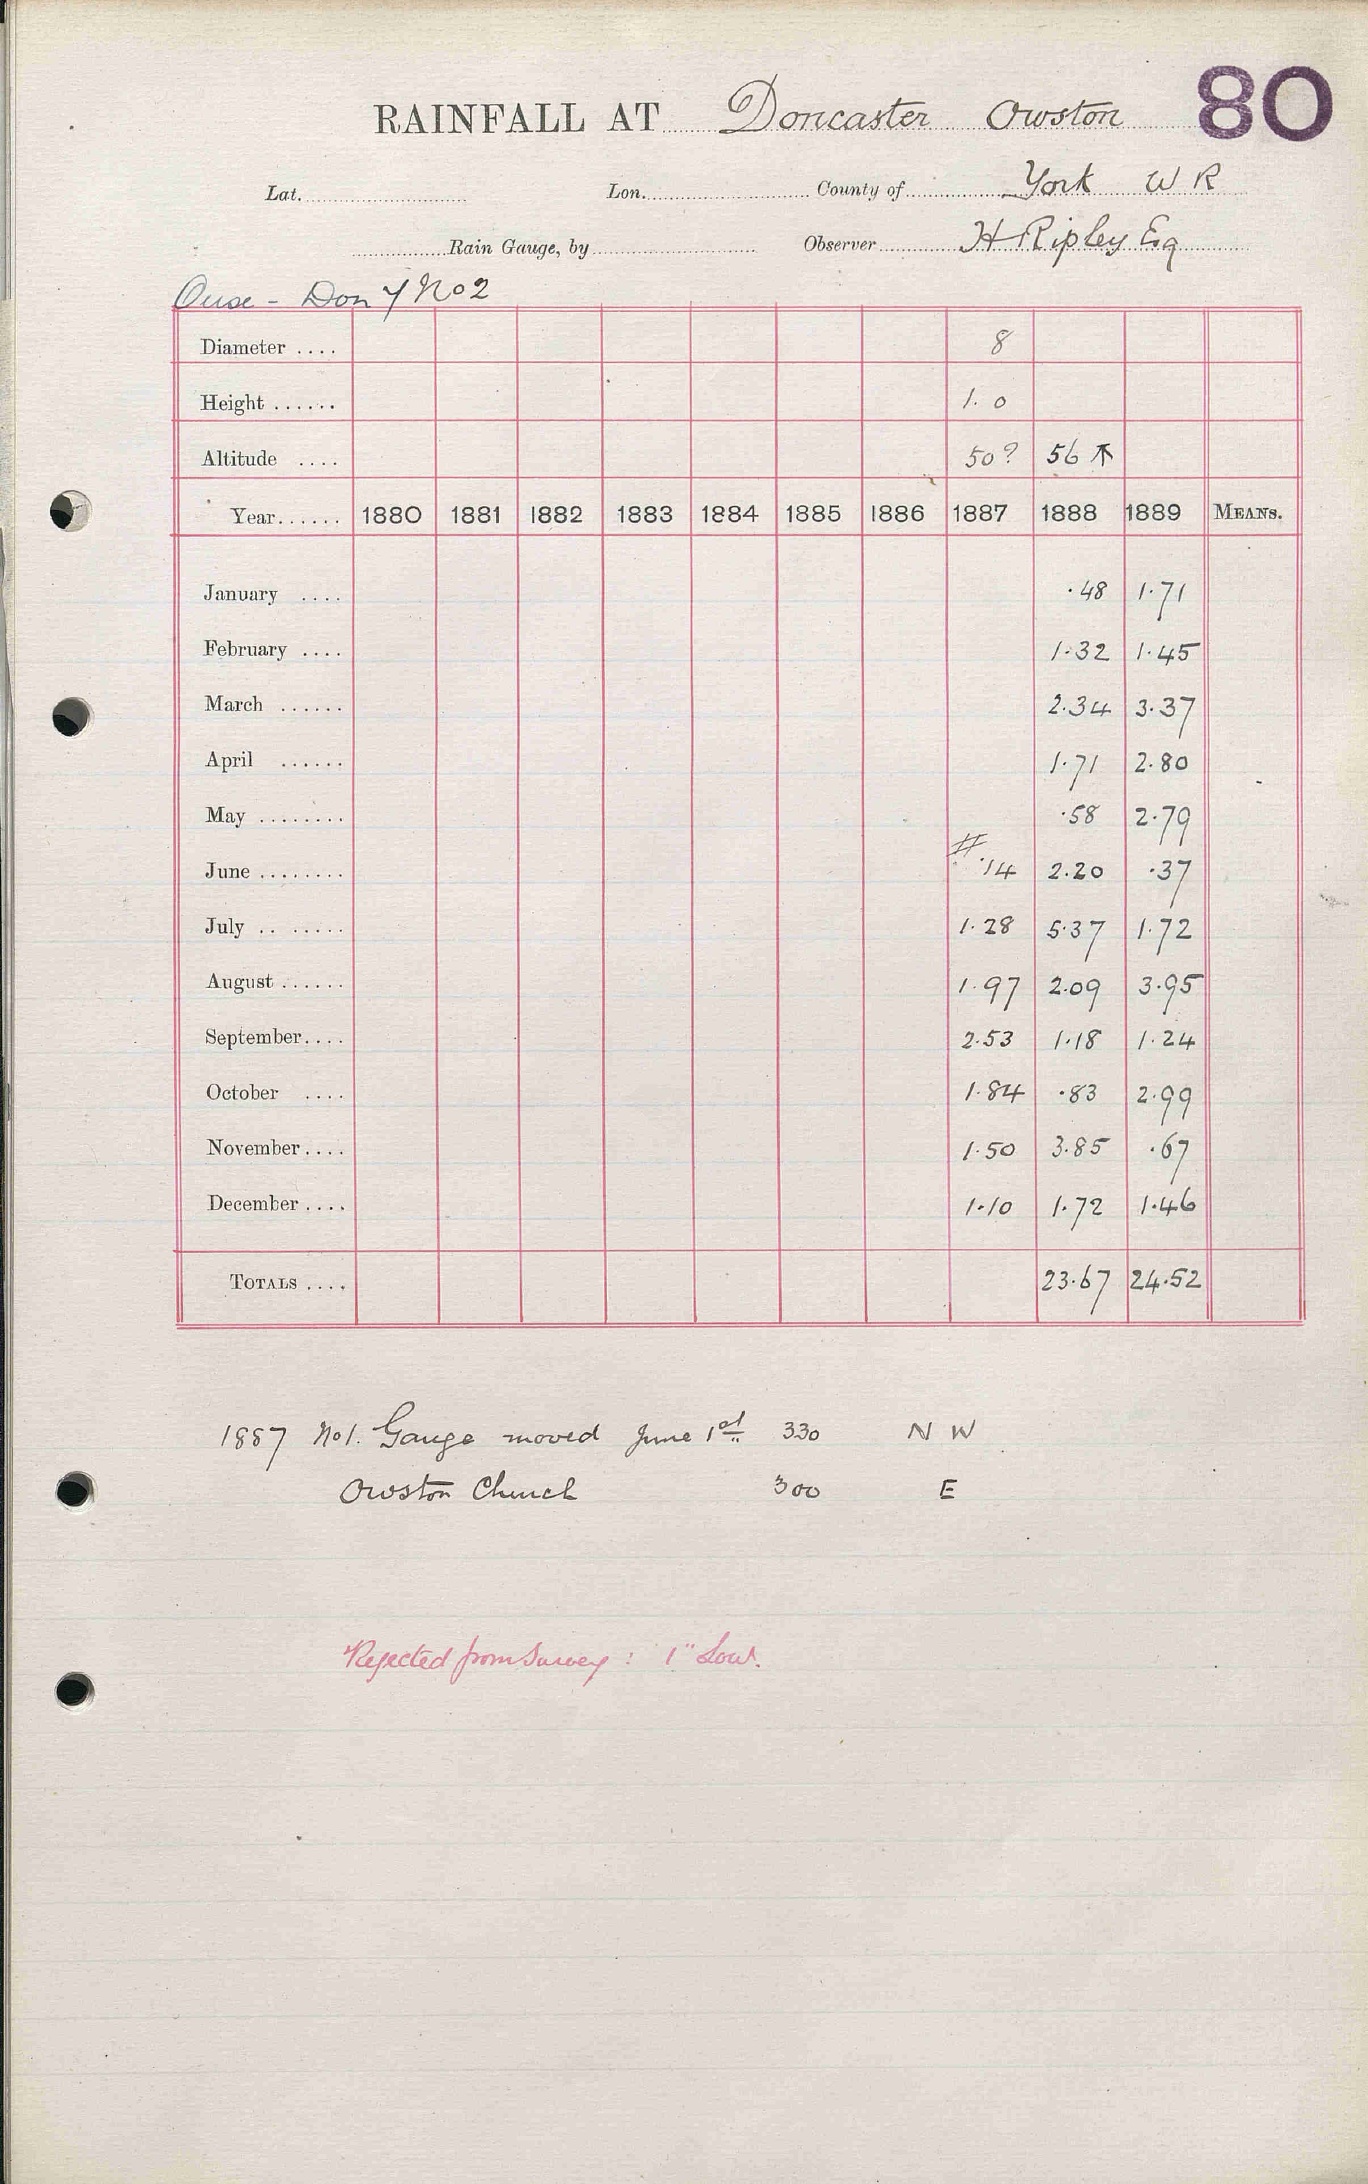 RAINFALL AT Doncaster Owston 80
Lat. Lon. County of York W R
Rain Gauge, by Observer H Ripley Esq
Ouse - Don No 2
Diameter .... 8
Height ...... 1. 0
Altitude .... 50? 56 ↑
Year...... 1880 1881 1882 1883 1884 1885 1886 1887 1888 1889 MEANS.
January .... .48 1.71
February .... 1.32 1.45
March ...... 2.34 3.37
April ...... 1.71 2.80
May ........ .58 2.79
June ........ # .14 2.20 .37
July .. ..... 1.28 5.37 1.72
August ...... 1.97 2.09 3.95
September.... 2.53 1.18 1.24
October .... 1.84 .83 2.99
November.... 1.50 3.85 .67
December .... 1.10 1.72 1.46
TOTALS .... 23.67 24.52
1887 No 1. Gauge moved June 1st 330 N W
Owston Church 300 E
Rejected from Survey : 1" Low.